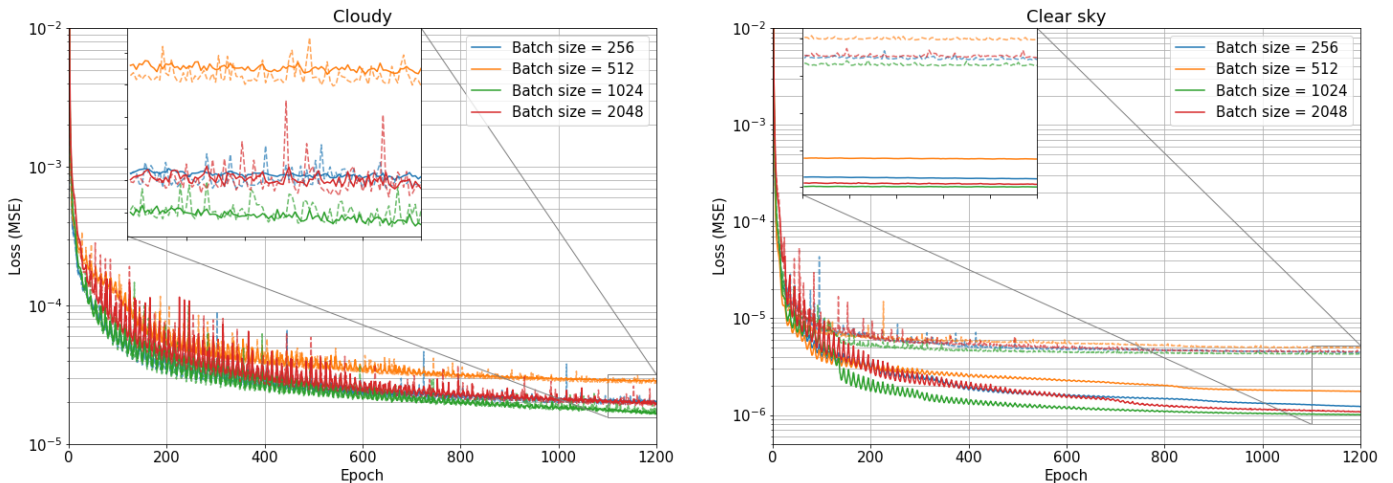 Cloudy
10⁻²
10⁻³
10⁻⁴
10⁻⁵
Loss (MSE)
Batch size = 256
Batch size = 512
Batch size = 1024
Batch size = 2048
0 200 400 600 800 1000 1200
Epoch
Clear sky
10⁻²
10⁻³
10⁻⁴
10⁻⁵
10⁻⁶
Loss (MSE)
Batch size = 256
Batch size = 512
Batch size = 1024
Batch size = 2048
0 200 400 600 800 1000 1200
Epoch